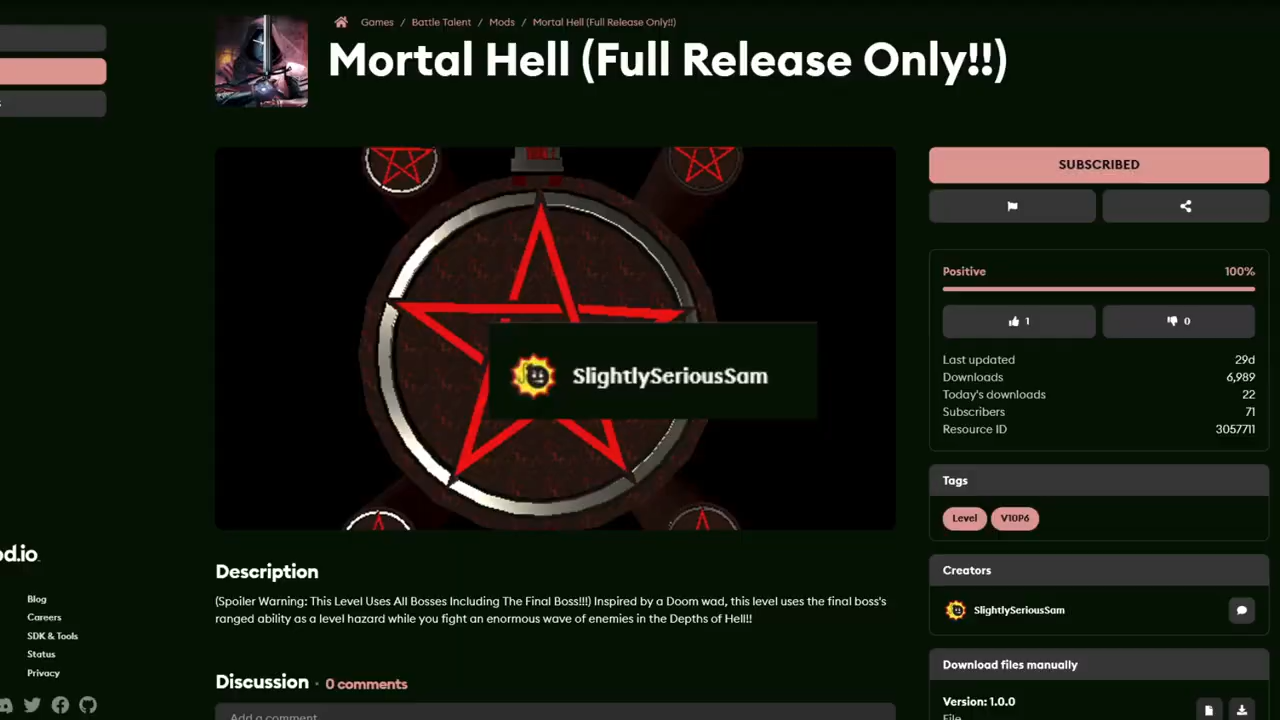 Games / Battle Talent / Mods / Mortal Hell (Full Release Only!!)
Mortal Hell (Full Release Only!!)
SUBSCRIBED
Positive 100%
1 0
Last updated 29d
Downloads 6,989
Today's downloads 22
Subscribers 71
Resource ID 3057711
SlightlySeriousSam
Tags
Level V10P6
Creators
SlightlySeriousSam
Download files manually
Version: 1.0.0
File
Description
(Spoiler Warning: This Level Uses All Bosses Including The Final Boss!!!) Inspired by a Doom wad, this level uses the final boss's
ranged ability as a level hazard while you fight an enormous wave of enemies in the Depths of Hell!!
Discussion · 0 comments
Add a comment
od.io
Blog
Careers
SDK & Tools
Status
Privacy